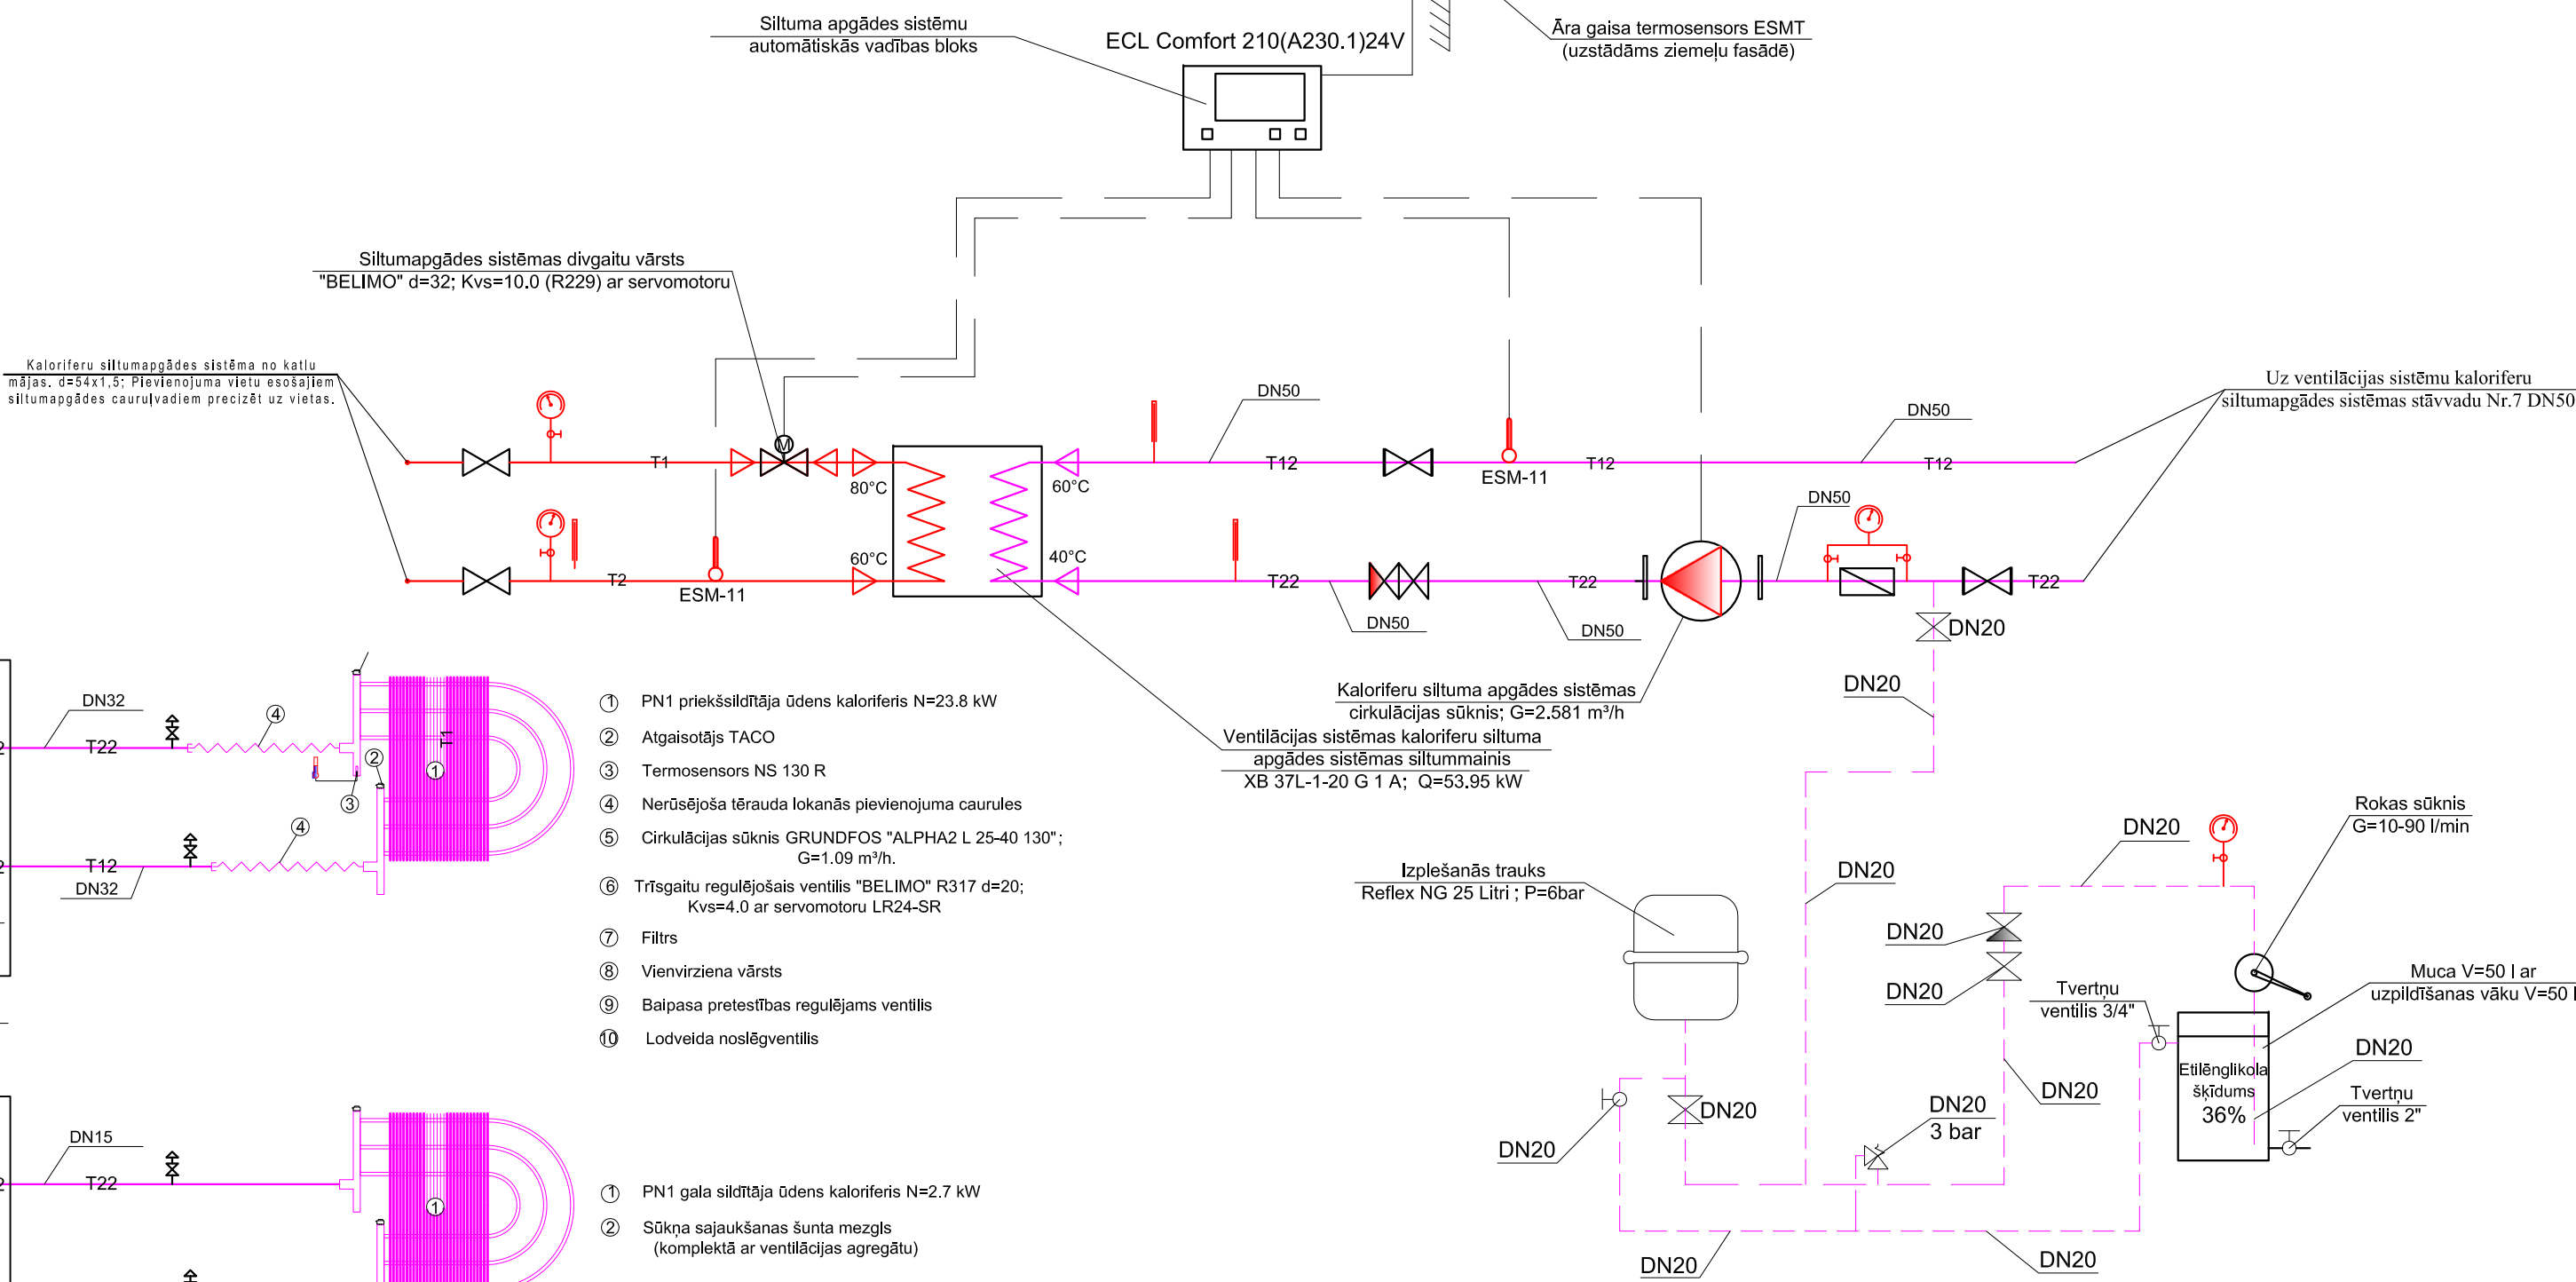 Siltuma apgādes sistēmu
automātiskās vadības bloks
ECL Comfort 210(A230.1)24V
Āra gaisa termosensors ESMT
(uzstādāms ziemeļu fasādē)
Siltumapgādes sistēmas divgaitu vārsts
"BELIMO" d=32; Kvs=10.0 (R229) ar servomotoru
Kaloriferu siltumapgādes sistēma no katlu
mājas. d=54x1,5; Pievienojuma vietu esošajiem
siltumapgādes cauruļvadiem precizēt uz vietas.
Uz ventilācijas sistēmu kaloriferu
siltumapgādes sistēmas stāvvadu Nr.7 DN50
DN50
DN50
M
T1
T12
T12
T12
ESM-11
80°C
60°C
DN50
60°C
40°C
T2
ESM-11
T22
T22
T22
DN50
DN50
DN20
DN20
Kaloriferu siltuma apgādes sistēmas
cirkulācijas sūknis; G=2.581 m³/h
Ventilācijas sistēmas kaloriferu siltuma
apgādes sistēmas siltummainis
XB 37L-1-20 G 1 A; Q=53.95 kW
DN32
T22
4
T1
1
2
3
4
T12
DN32
1 PN1 priekšsildītāja ūdens kaloriferis N=23.8 kW
2 Atgaisotājs TACO
3 Termosensors NS 130 R
4 Nerūsējoša tērauda lokanās pievienojuma caurules
5 Cirkulācijas sūknis GRUNDFOS "ALPHA2 L 25-40 130";
G=1.09 m³/h.
6 Trīsgaitu regulējošais ventilis "BELIMO" R317 d=20;
Kvs=4.0 ar servomotoru LR24-SR
7 Filtrs
8 Vienvirziena vārsts
9 Baipasa pretestības regulējams ventilis
10 Lodveida noslēgventilis
Izplešanās trauks
Reflex NG 25 Litri ; P=6bar
DN20
DN20
Rokas sūknis
G=10-90 l/min
DN20
DN20
Tvertņu
ventilis 3/4"
Muca V=50 l ar
uzpildīšanas vāku V=50 l
Etilēnglikola
šķīdums
36%
DN20
Tvertņu
ventilis 2"
DN20
DN20
DN20
3 bar
DN20
DN20
DN20
DN15
T22
1
1 PN1 gala sildītāja ūdens kaloriferis N=2.7 kW
2 Sūkņa sajaukšanas šunta mezgls
(komplektā ar ventilācijas agregātu)